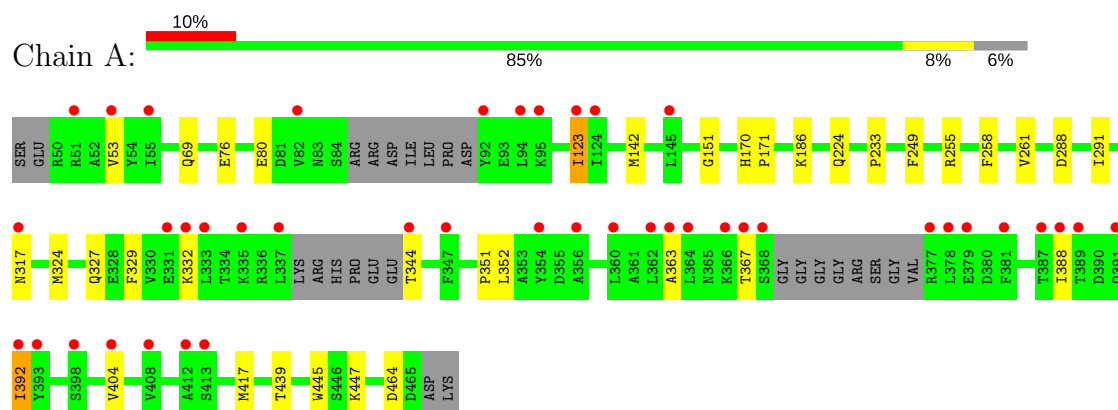 10%
Chain A:
85% 8% 6%
SER GLU R50 R51 A52 V53 Y54 I55 Q69 E76 E80 D81 V82 N83 S84 ARG ARG ASP ILE LEU PRO ASP Y92 E93 L94 K95 I123 I124 M142 L145 G151 H170 P171 K186 Q224 P233 F249 R255 F258 V261 D288 I291
N317 M324 Q327 E328 F329 V330 E331 K332 L333 T334 K335 R336 L337 LYS ARG HIS PRO GLU GLU T344 F347 P351 L352 A353 Y354 D355 A356 L360 A361 L362 A363 L364 N365 K366 T367 S368 GLY GLY GLY GLY ARG SER GLY VAL R377 L378 E379 D380 F381 T387 I388 T389 D390 Q391
I392 Y393 S398 V404 V408 A412 S413 M417 T439 W445 S446 K447 D464 D465 ASP LYS